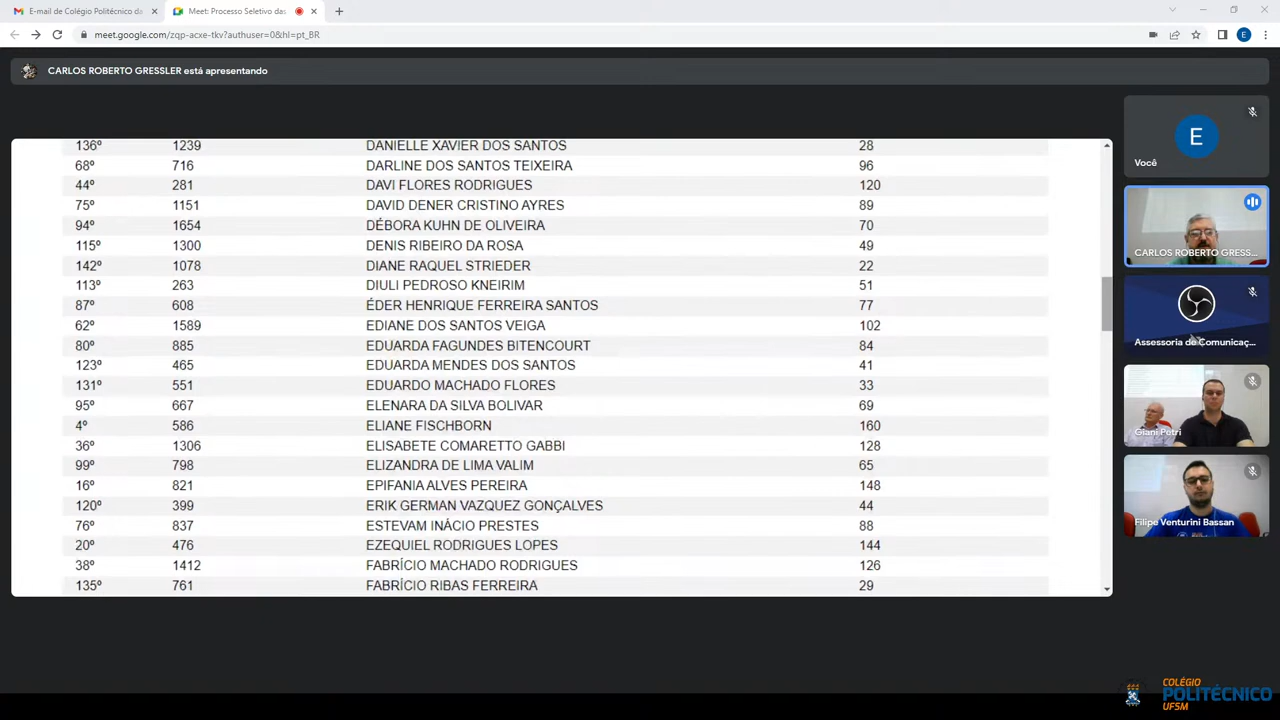 E-mail de Colégio Politécnico da
Meet: Processo Seletivo das
meet.google.com/zqp-acxe-tkv?authuser=0&hl=pt_BR
E
CARLOS ROBERTO GRESSLER está apresentando
136º 1239 DANIELLE XAVIER DOS SANTOS 28
68º 716 DARLINE DOS SANTOS TEIXEIRA 96
44º 281 DAVI FLORES RODRIGUES 120
75º 1151 DAVID DENER CRISTINO AYRES 89
94º 1654 DÉBORA KUHN DE OLIVEIRA 70
115º 1300 DENIS RIBEIRO DA ROSA 49
142º 1078 DIANE RAQUEL STRIEDER 22
113º 263 DIULI PEDROSO KNEIRIM 51
87º 608 ÉDER HENRIQUE FERREIRA SANTOS 77
62º 1589 EDIANE DOS SANTOS VEIGA 102
80º 885 EDUARDA FAGUNDES BITENCOURT 84
123º 465 EDUARDA MENDES DOS SANTOS 41
131º 551 EDUARDO MACHADO FLORES 33
95º 667 ELENARA DA SILVA BOLIVAR 69
4º 586 ELIANE FISCHBORN 160
36º 1306 ELISABETE COMARETTO GABBI 128
99º 798 ELIZANDRA DE LIMA VALIM 65
16º 821 EPIFANIA ALVES PEREIRA 148
120º 399 ERIK GERMAN VAZQUEZ GONÇALVES 44
76º 837 ESTEVAM INÁCIO PRESTES 88
20º 476 EZEQUIEL RODRIGUES LOPES 144
38º 1412 FABRÍCIO MACHADO RODRIGUES 126
135º 761 FABRÍCIO RIBAS FERREIRA 29
E
Você
CARLOS ROBERTO GRESS...
Assessoria de Comunicaç...
Giani Petri
Filipe Venturini Bassan
COLÉGIO
POLITÉCNICO
UFSM